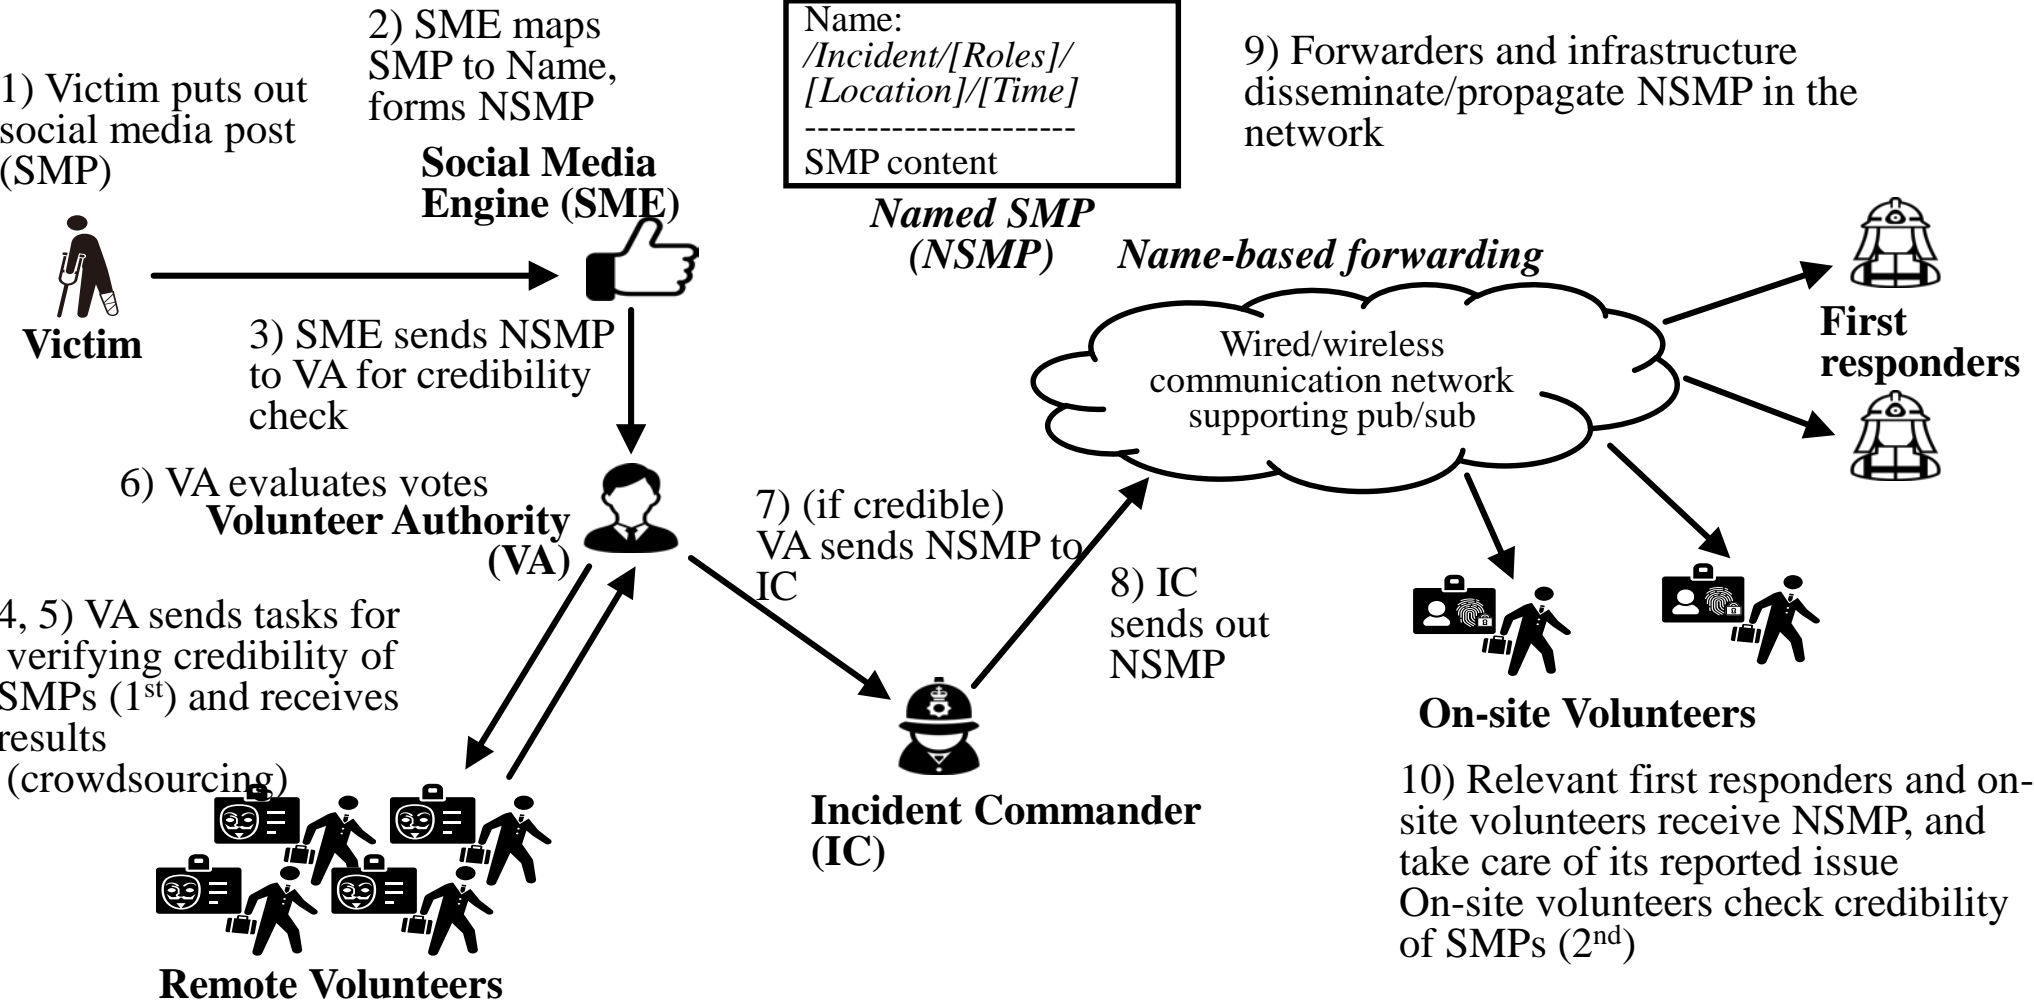 1) Victim puts out
social media post
(SMP)
2) SME maps
SMP to Name,
forms NSMP
Name:
/Incident/[Roles]/
[Location]/[Time]
----------------------
SMP content
9) Forwarders and infrastructure
disseminate/propagate NSMP in the
network
Social Media
Engine (SME)
Named SMP
(NSMP)
Name-based forwarding
Victim
3) SME sends NSMP
to VA for credibility
check
Wired/wireless
communication network
supporting pub/sub
First
responders
6) VA evaluates votes
Volunteer Authority
(VA)
7) (if credible)
VA sends NSMP to
IC
8) IC
sends out
NSMP
4, 5) VA sends tasks for
verifying credibility of
SMPs (1st) and receives
results
(crowdsourcing)
On-site Volunteers
Incident Commander
(IC)
10) Relevant first responders and on-
site volunteers receive NSMP, and
take care of its reported issue
On-site volunteers check credibility
of SMPs (2nd)
Remote Volunteers